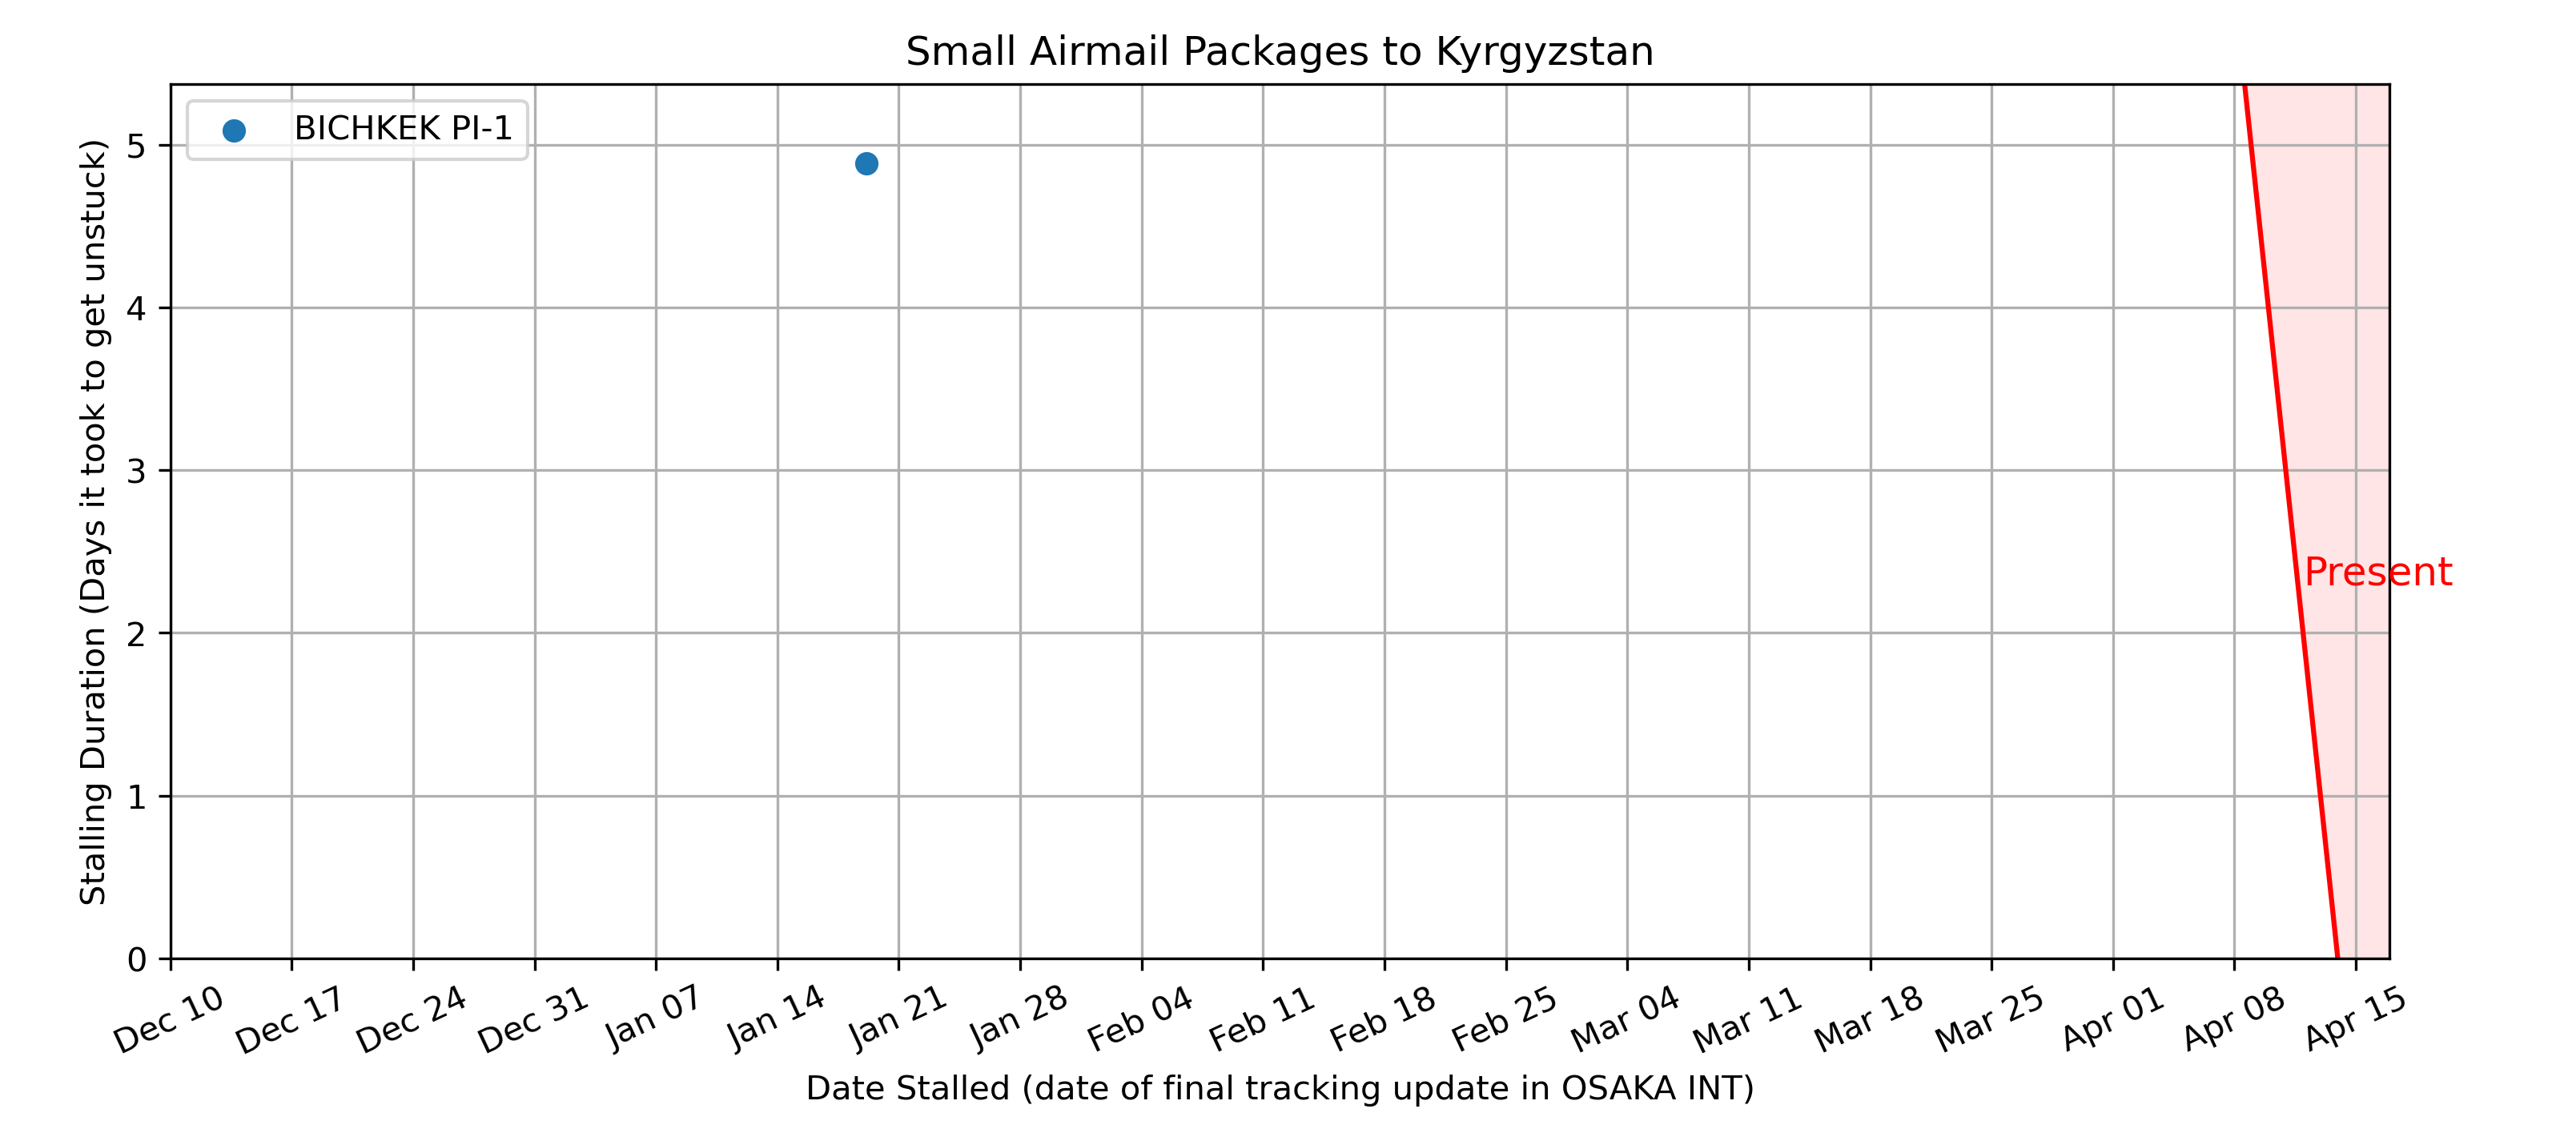 Small Airmail Packages to Kyrgyzstan
BICHKEK PI-1
Stalling Duration (Days it took to get unstuck)
5
4
3
2
1
0
Present
Dec 10
Dec 17
Dec 24
Dec 31
Jan 07
Jan 14
Jan 21
Jan 28
Feb 04
Feb 11
Feb 18
Feb 25
Mar 04
Mar 11
Mar 18
Mar 25
Apr 01
Apr 08
Apr 15
Date Stalled (date of final tracking update in OSAKA INT)